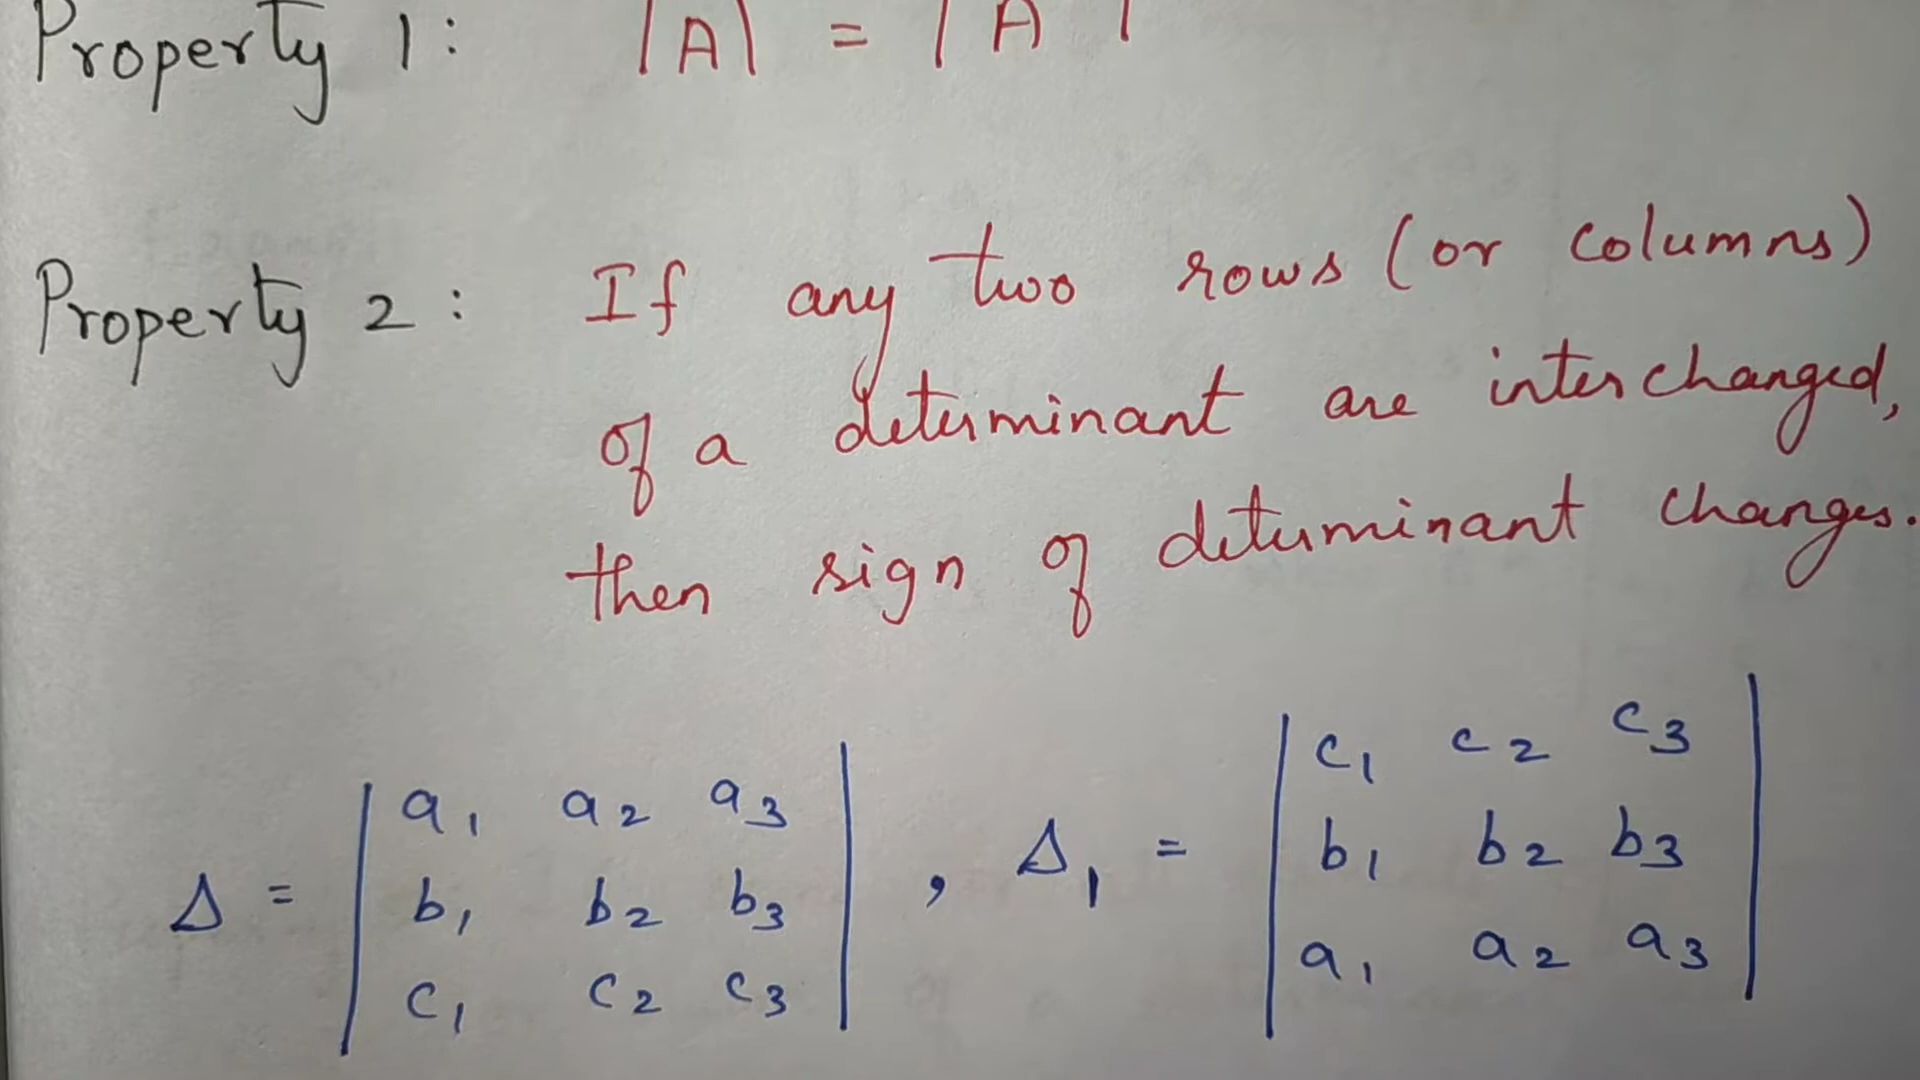 Property 1: |A| = |A |
Property 2: If any two rows (or columns)
of a determinant are interchanged,
then sign of determinant changes.
Δ = | a1 a2 a3 | , Δ1 = | c1 c2 c3 |
| b1 b2 b3 | | b1 b2 b3 |
| c1 c2 c3 | | a1 a2 a3 |